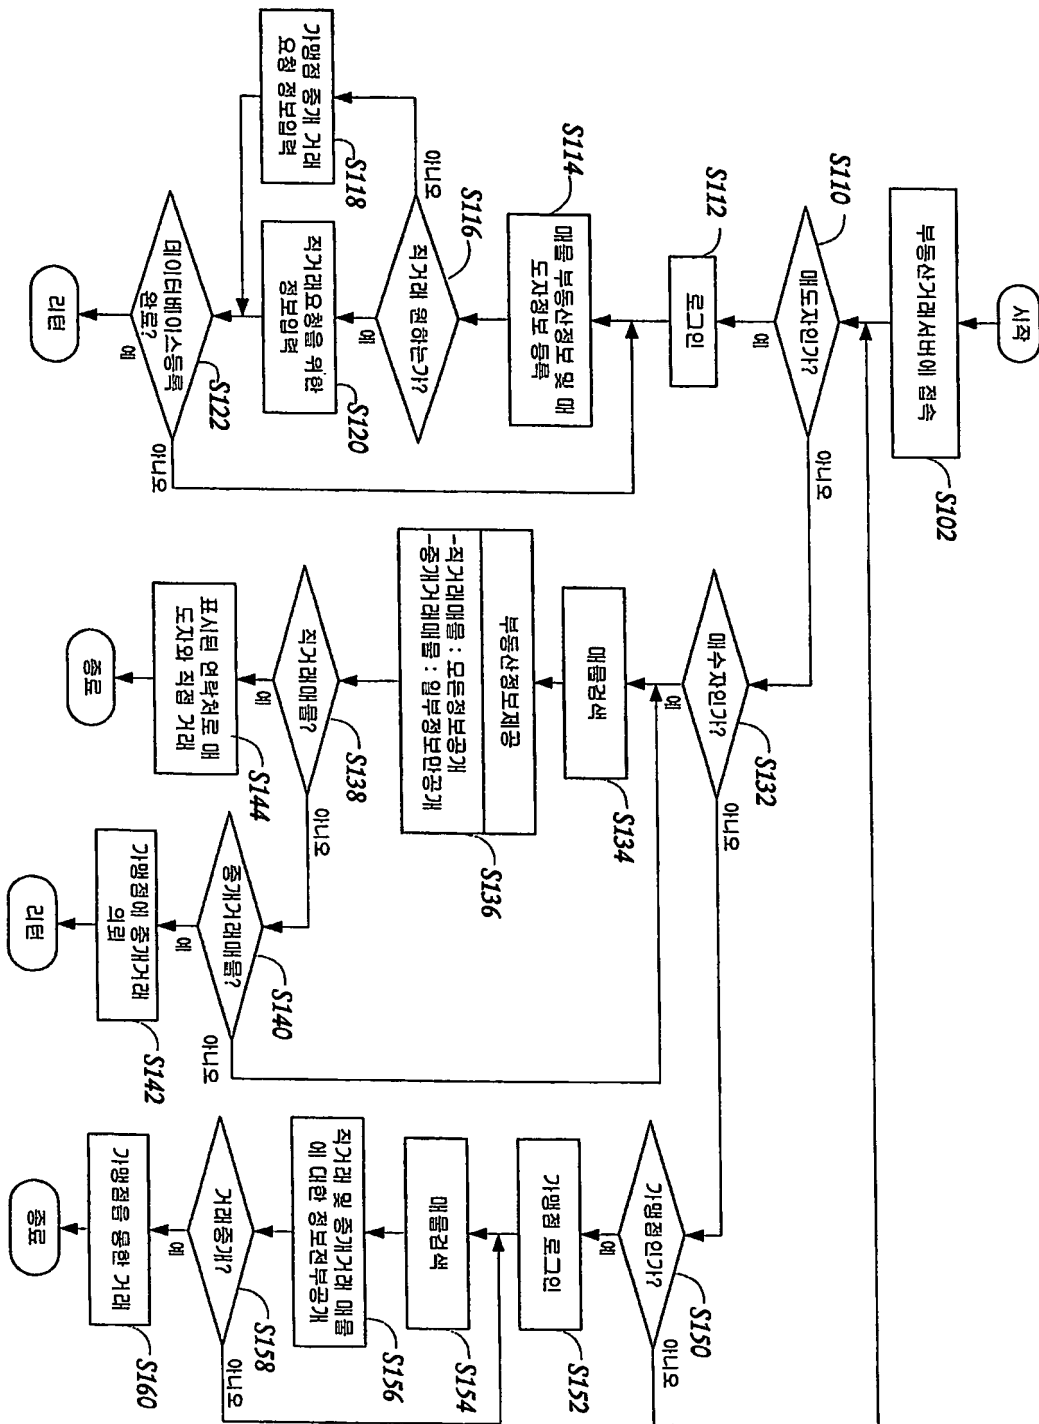 시작
부동산거래서버에 접속
S102
매도자인가?
S110
예
아니오
로그인
S112
매물 부동산정보 및 매
도자정보 등록
S114
직거래 원하는가?
S116
예
아니오
가맹점 중개 거래
요청 정보입력
S118
직거래요청을 위한
정보입력
S120
데이터베이스등록
완료?
S122
예
아니오
리턴
매수자인가?
S132
예
아니오
매물검색
S134
부동산정보제공
-직거래매물 : 모든정보공개
-중개거래매물 : 일부정보만공개
S136
직거래매물?
S138
예
아니오
표시된 연락처로 매
도자와 직접 거래
S144
종료
중개거래매물?
S140
예
아니오
가맹점에 중개거래
의뢰
S142
리턴
가맹점인가?
S150
예
아니오
가맹점 로그인
S152
매물검색
S154
직거래 및 중개거래 매물
에 대한 정보전부공개
S156
거래중개?
S158
예
아니오
가맹점을 통한 거래
S160
종료